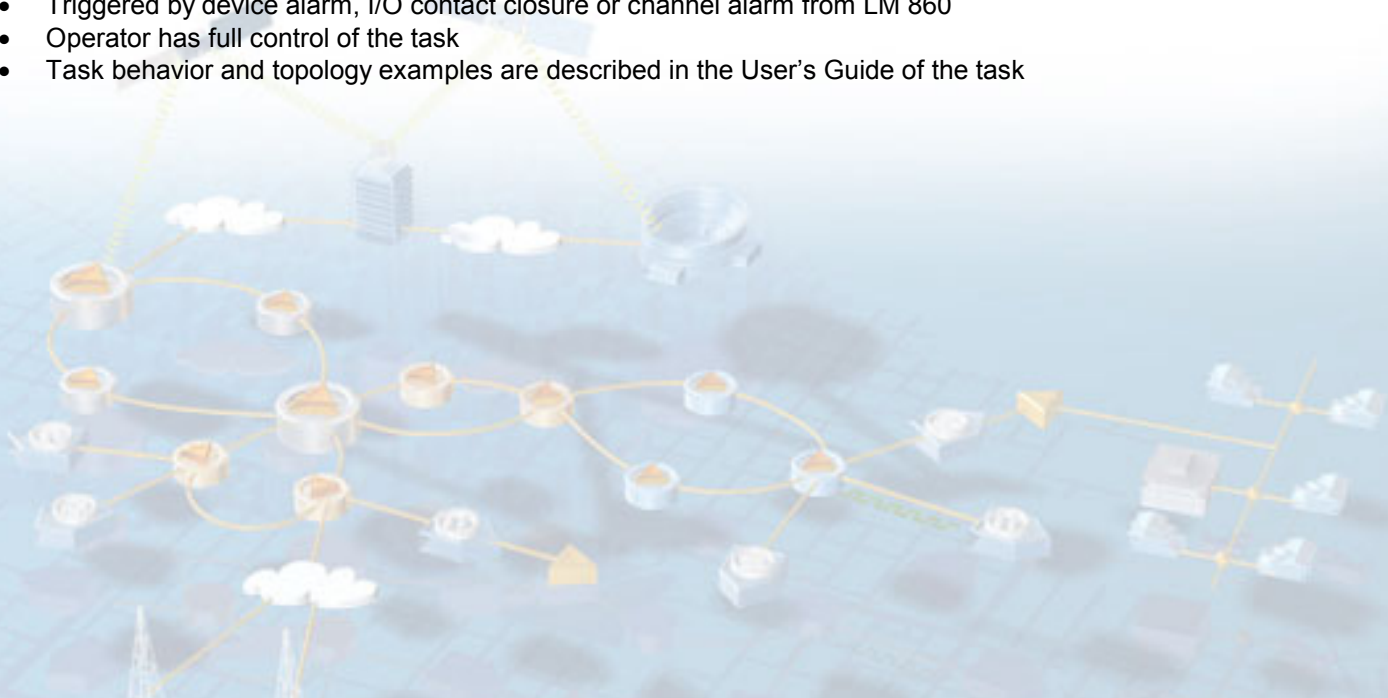 • Triggered by device alarm, I/O contact closure or channel alarm from LM 860
• Operator has full control of the task
• Task behavior and topology examples are described in the User's Guide of the task